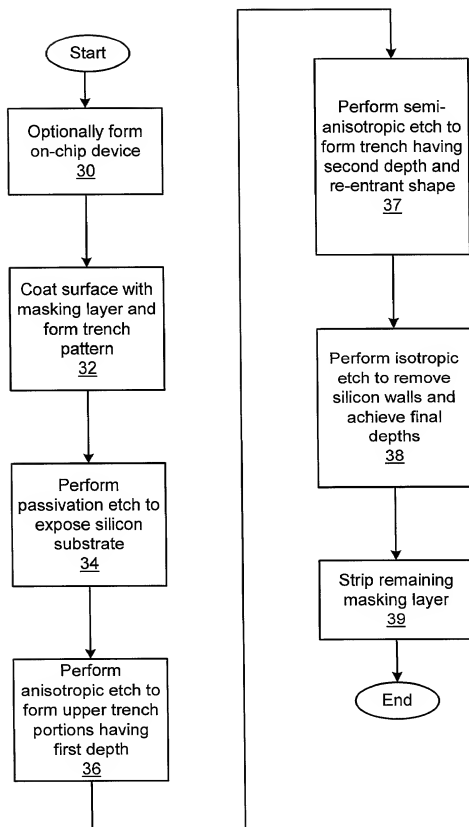 Start
Optionally form
on-chip device
30
Coat surface with
masking layer and
form trench
pattern
32
Perform
passivation etch to
expose silicon
substrate
34
Perform
anisotropic etch to
form upper trench
portions having
first depth
36
Perform semi-
anisotropic etch to
form trench having
second depth and
re-entrant shape
37
Perform isotropic
etch to remove
silicon walls and
achieve final
depths
38
Strip remaining
masking layer
39
End